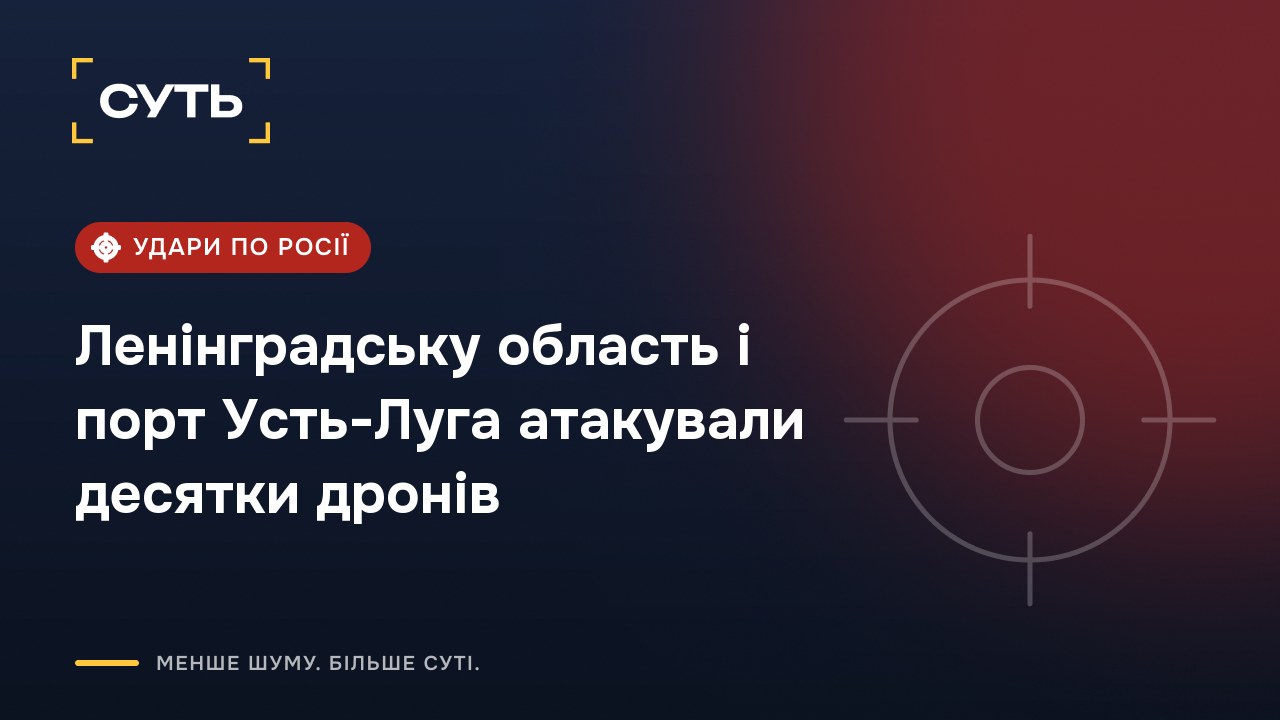 СУТЬ
УДАРИ ПО РОСІЇ
Ленінградську область і
порт Усть-Луга атакували
десятки дронів
МЕНШЕ ШУМУ. БІЛЬШЕ СУТІ.